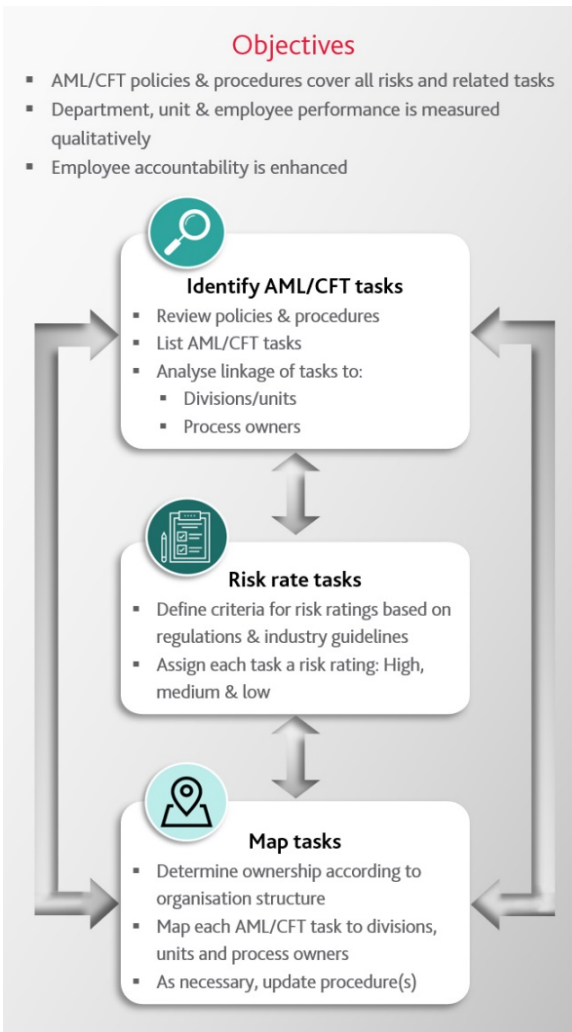 Objectives
▪ AML/CFT policies & procedures cover all risks and related tasks
▪ Department, unit & employee performance is measured
qualitatively
▪ Employee accountability is enhanced
Identify AML/CFT tasks
▪ Review policies & procedures
▪ List AML/CFT tasks
▪ Analyse linkage of tasks to:
▪ Divisions/units
▪ Process owners
Risk rate tasks
▪ Define criteria for risk ratings based on
regulations & industry guidelines
▪ Assign each task a risk rating: High,
medium & low
Map tasks
▪ Determine ownership according to
organisation structure
▪ Map each AML/CFT task to divisions,
units and process owners
▪ As necessary, update procedure(s)